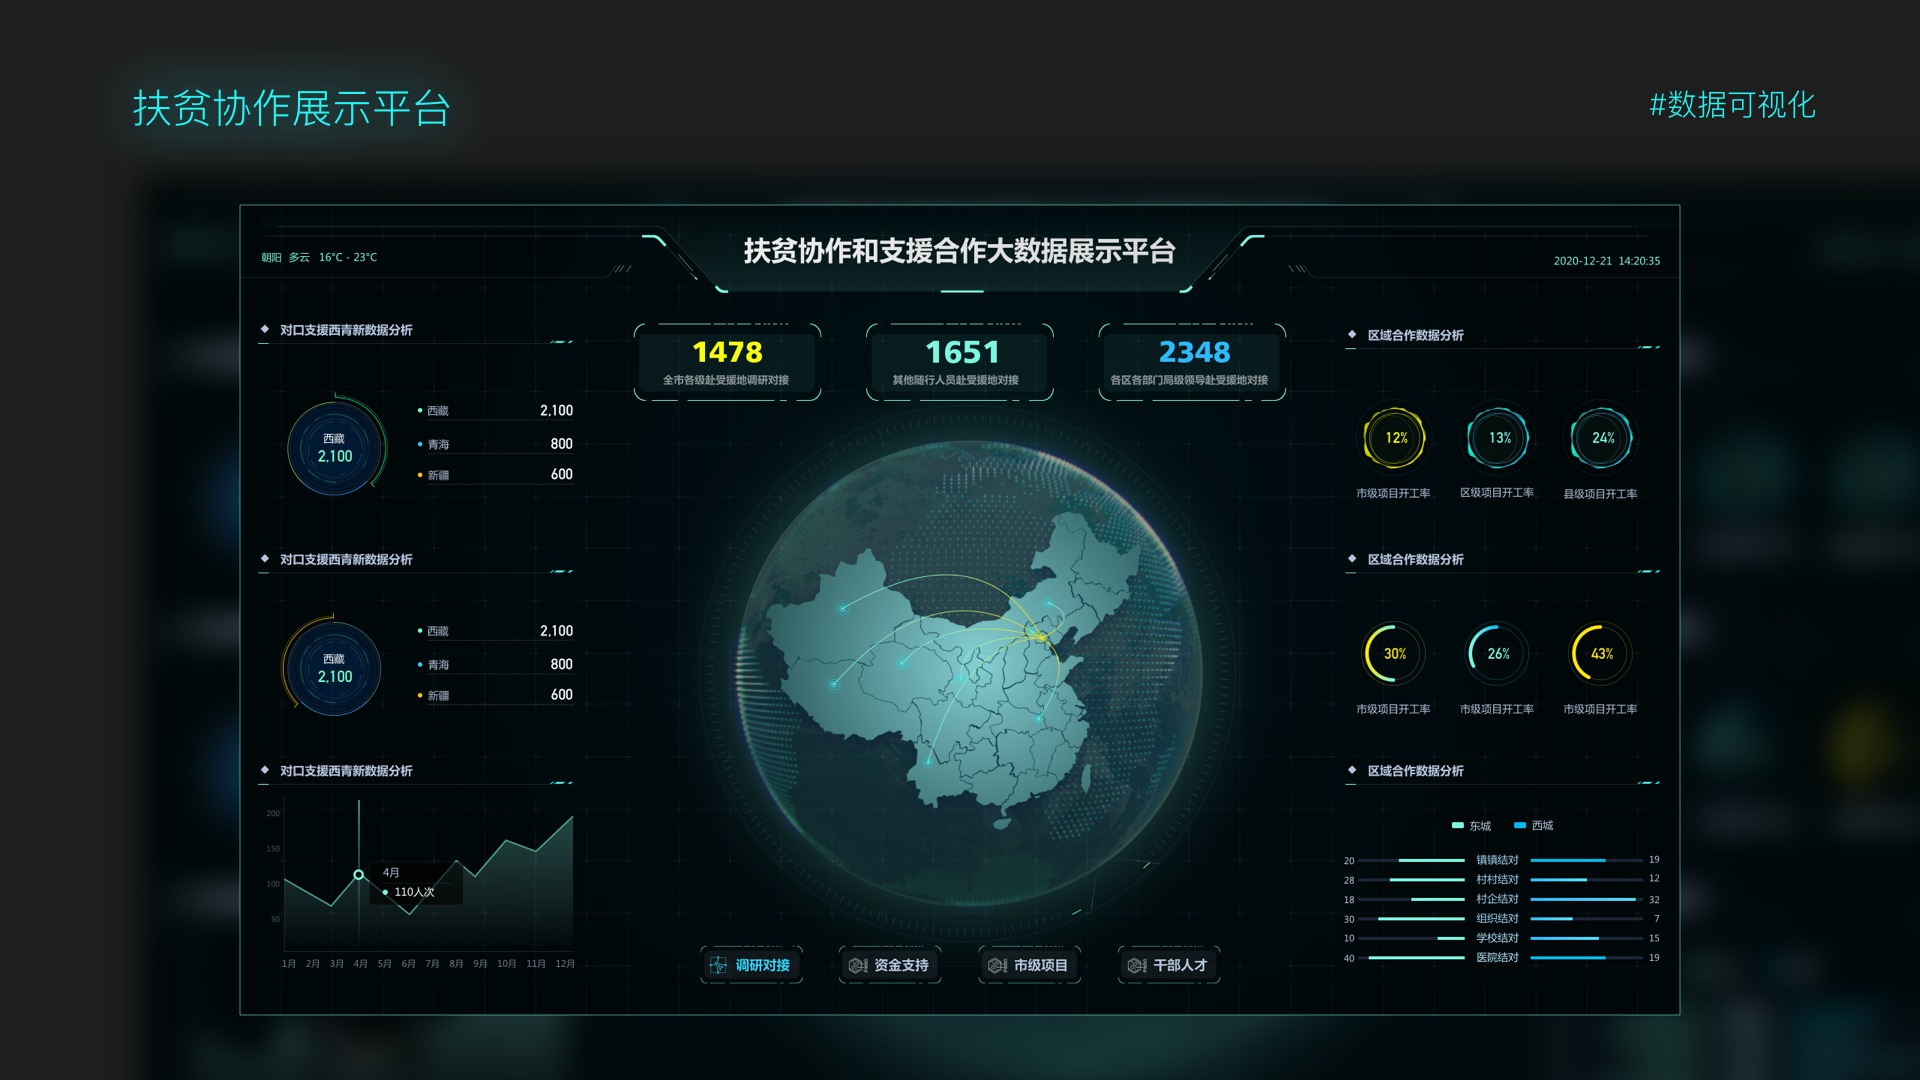 扶贫协作展示平台
#数据可视化
扶贫协作和支援合作大数据展示平台
朝阳 多云 16°C - 23°C
2020-12-21 14:20:35
对口支援西青新数据分析
西藏
2,100
西藏 2,100
青海 800
新疆 600
对口支援西青新数据分析
西藏
2,100
西藏 2,100
青海 800
新疆 600
对口支援西青新数据分析
200
150
100
50
4月
110人次
1月 2月 3月 4月 5月 6月 7月 8月 9月 10月 11月 12月
1478
全市各级赴受援地调研对接
1651
其他随行人员赴受援地对接
2348
各区各部门局级领导赴受援地对接
调研对接
资金支持
市级项目
干部人才
区域合作数据分析
12% 13% 24%
市级项目开工率 区级项目开工率 县级项目开工率
区域合作数据分析
30% 26% 43%
市级项目开工率 市级项目开工率 市级项目开工率
区域合作数据分析
东城 西城
20 镇镇结对 19
28 村村结对 12
18 村企结对 32
30 组织结对 7
10 学校结对 15
40 医院结对 19